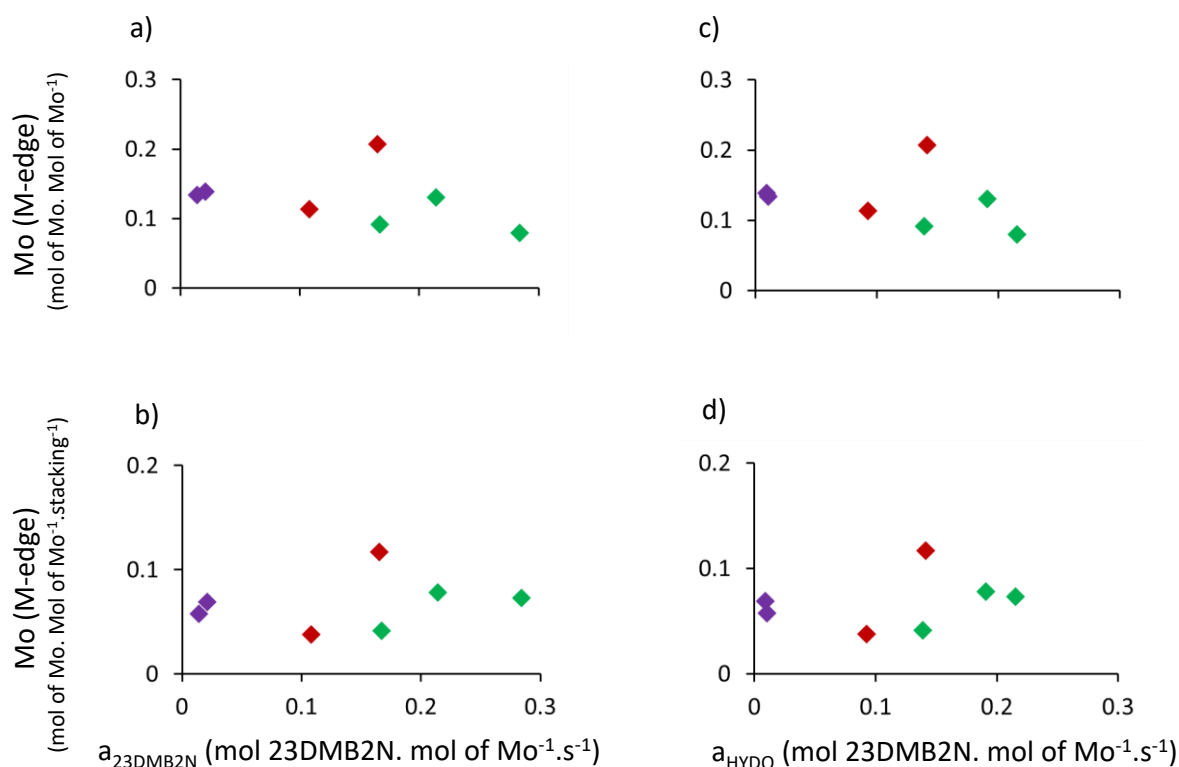 a)
0.3
0.2
0.1
0
Mo (M-edge)
(mol of Mo. Mol of Mo-1)
c)
0.3
0.2
0.1
0
b)
0.2
0.1
0
0 0.1 0.2 0.3
Mo (M-edge)
(mol of Mo. Mol of Mo-1.stacking-1)
a23DMB2N (mol 23DMB2N. mol of Mo-1.s-1)
d)
0.2
0.1
0
0 0.1 0.2 0.3
aHYDO (mol 23DMB2N. mol of Mo-1.s-1)